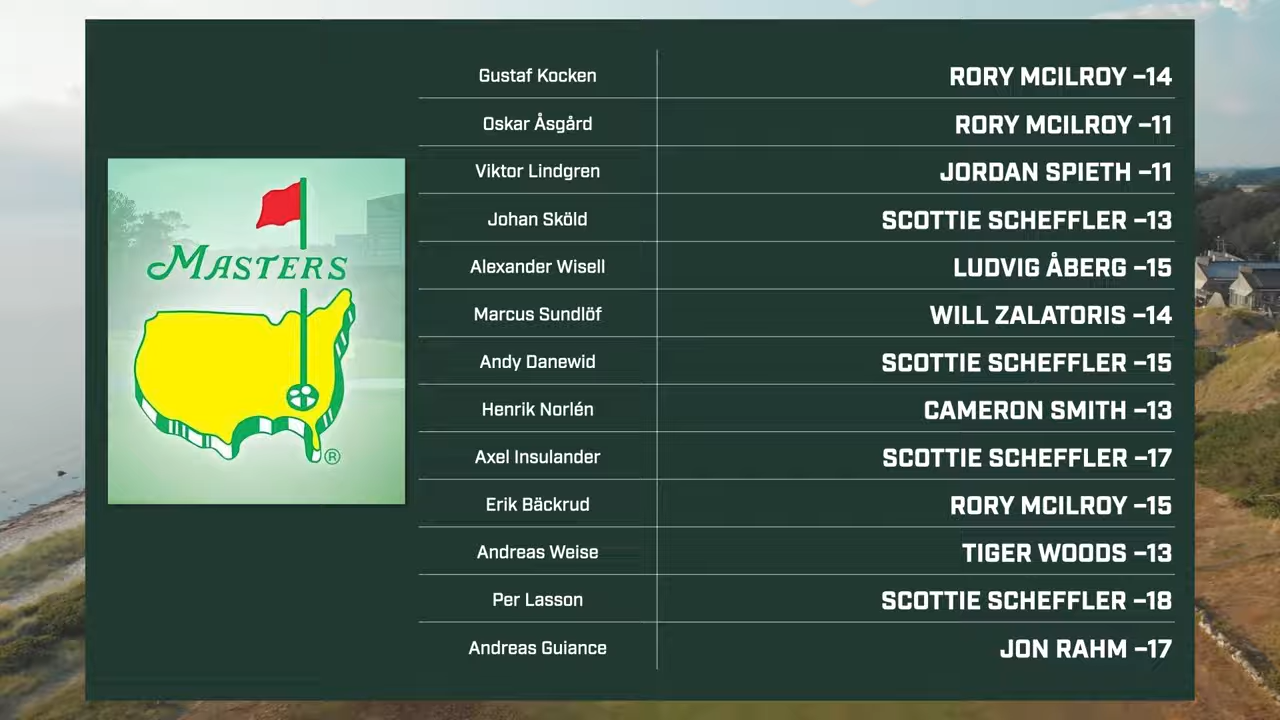 MASTERS
®
Gustaf Kocken RORY MCILROY –14
Oskar Åsgård RORY MCILROY –11
Viktor Lindgren JORDAN SPIETH –11
Johan Sköld SCOTTIE SCHEFFLER –13
Alexander Wisell LUDVIG ÅBERG –15
Marcus Sundlöf WILL ZALATORIS –14
Andy Danewid SCOTTIE SCHEFFLER –15
Henrik Norlén CAMERON SMITH –13
Axel Insulander SCOTTIE SCHEFFLER –17
Erik Bäckrud RORY MCILROY –15
Andreas Weise TIGER WOODS –13
Per Lasson SCOTTIE SCHEFFLER –18
Andreas Guiance JON RAHM –17